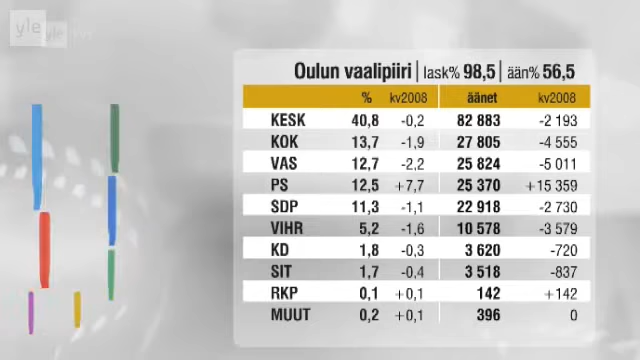 yle
yle
Oulun vaalipiiri | lask% 98,5 | ään% 56,5
% kv2008 äänet kv2008
KESK 40,8 -0,2 82 883 -2 193
KOK 13,7 -1,9 27 805 -4 555
VAS 12,7 -2,2 25 824 -5 011
PS 12,5 +7,7 25 370 +15 359
SDP 11,3 -1,1 22 918 -2 730
VIHR 5,2 -1,6 10 578 -3 579
KD 1,8 -0,3 3 620 -720
SIT 1,7 -0,4 3 518 -837
RKP 0,1 +0,1 142 +142
MUUT 0,2 +0,1 396 0